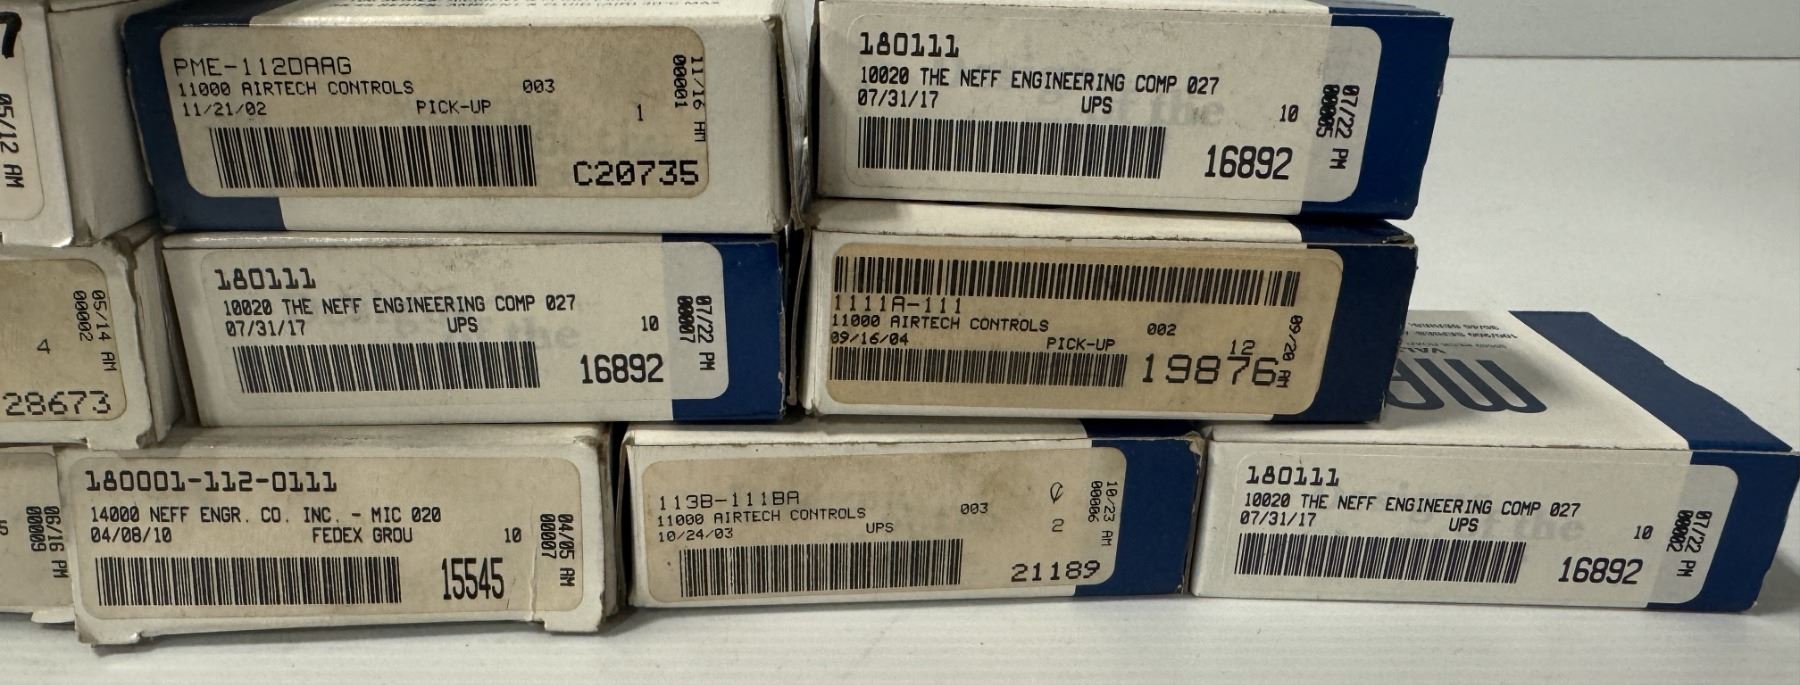 05/12 AM
PME-112DAAG
11000 AIRTECH CONTROLS 003
11/21/02 PICK-UP 1
C20735
11/16 AM
00001
180111
10020 THE NEFF ENGINEERING COMP 027
07/31/17 UPS 10
16892
07/22 PM
00005
4
28673
05/14 AM
00002
180111
10020 THE NEFF ENGINEERING COMP 027
07/31/17 UPS 10
16892
07/22 PM
00007
1111A-111
11000 AIRTECH CONTROLS 002
09/16/04 PICK-UP 12
19876
09/20 AM
06/16 PM
00009
180001-112-0111
14000 NEFF ENGR. CO. INC. - MIC 020
04/08/10 FEDEX GROU 10
15545
04/05 AM
00007
113B-111BA
11000 AIRTECH CONTROLS 003
10/24/03 UPS 2
21189
10/23 AM
00006
180111
10020 THE NEFF ENGINEERING COMP 027
07/31/17 UPS 10
16892
07/22 PM
00002